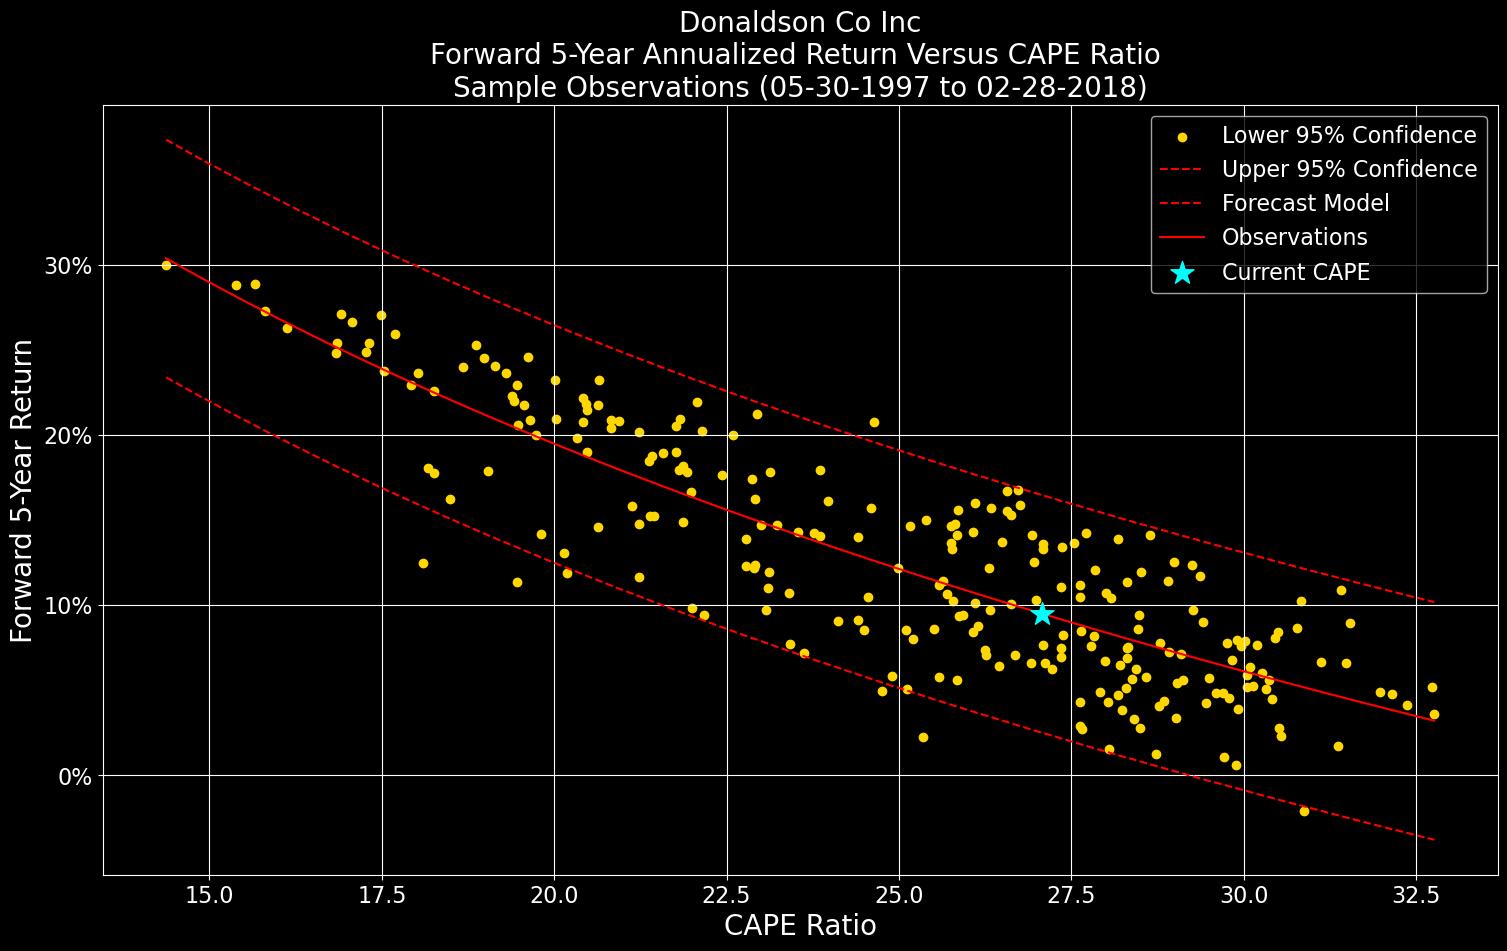 Donaldson Co Inc
Forward 5-Year Annualized Return Versus CAPE Ratio
Sample Observations (05-30-1997 to 02-28-2018)
Lower 95% Confidence
Upper 95% Confidence
Forecast Model
Observations
Current CAPE
Forward 5-Year Return
30%
20%
10%
0%
15.0 17.5 20.0 22.5 25.0 27.5 30.0 32.5
CAPE Ratio